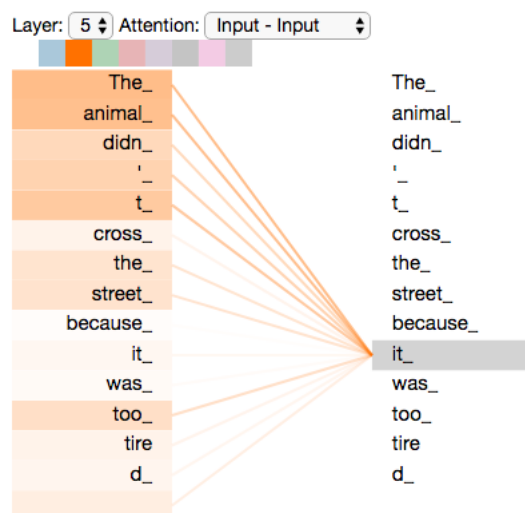 Layer: 5 Attention: Input - Input
The_ The_
animal_ animal_
didn_ didn_
'_ '_
t_ t_
cross_ cross_
the_ the_
street_ street_
because_ because_
it_ it_
was_ was_
too_ too_
tire tire
d_ d_